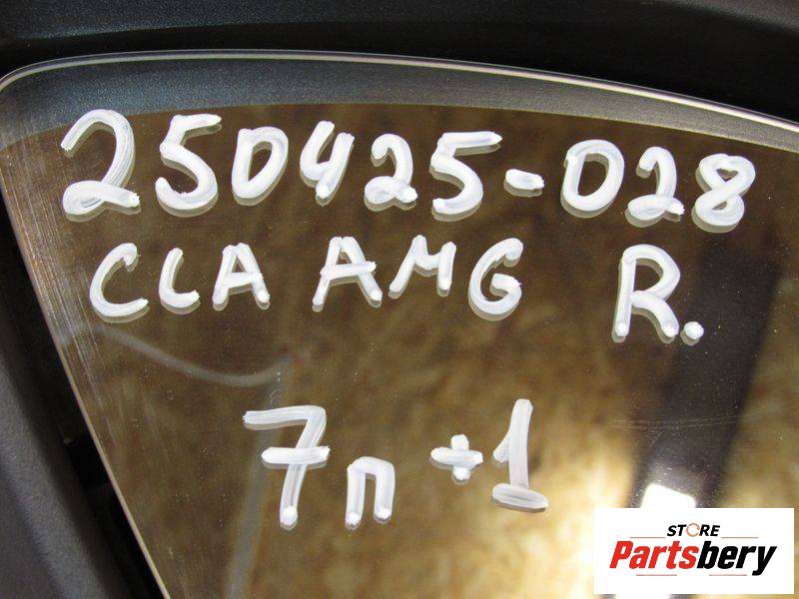 250425-028
CLA AMG R.
7п+1
STORE
Partsbery